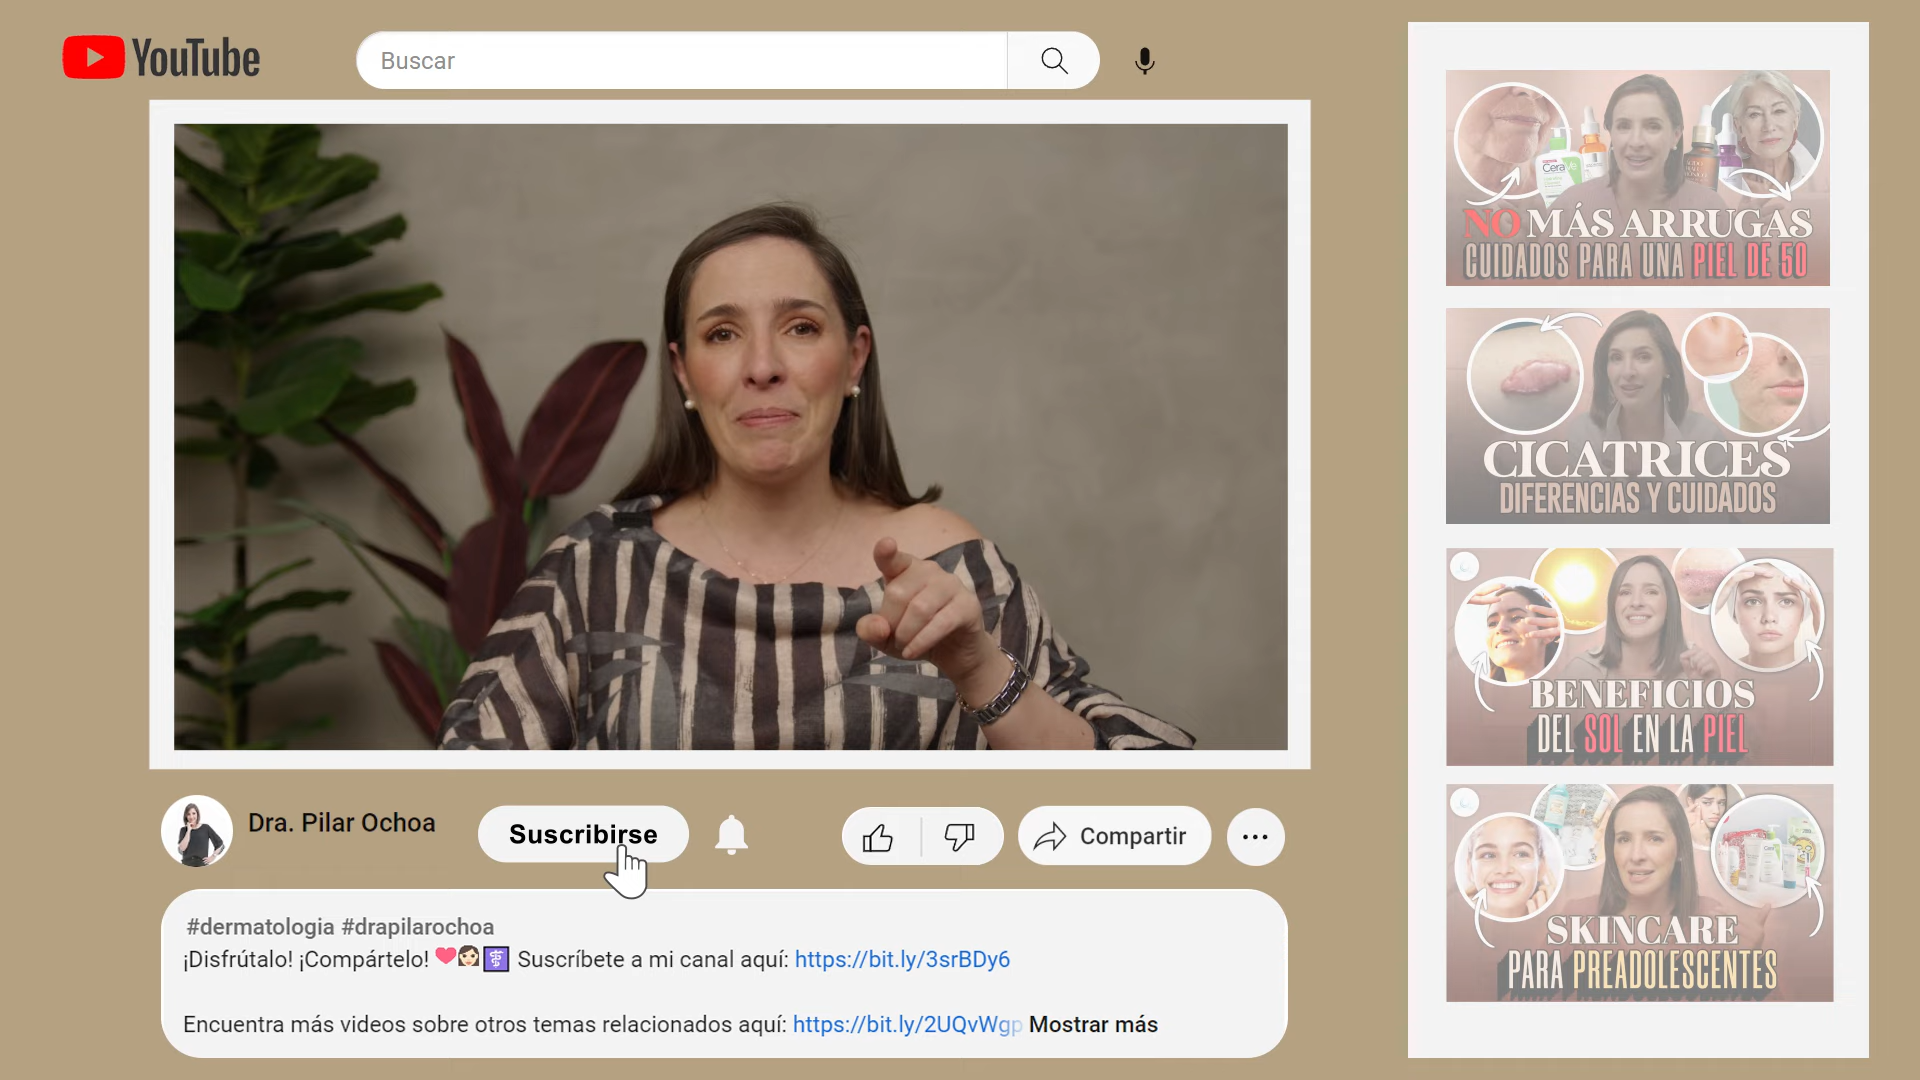 YouTube
Buscar
Dra. Pilar Ochoa
Suscribirse
Compartir
#dermatologia #drapilarochoa
¡Disfrútalo! ¡Compártelo! Suscríbete a mi canal aquí: https://bit.ly/3srBDy6
Encuentra más videos sobre otros temas relacionados aquí: https://bit.ly/2UQvWgp Mostrar más
CeraVe
NO MÁS ARRUGAS
CUIDADOS PARA UNA PIEL DE 50
CICATRICES
DIFERENCIAS Y CUIDADOS
BENEFICIOS
DEL SOL EN LA PIEL
SKINCARE
PARA PREADOLESCENTES